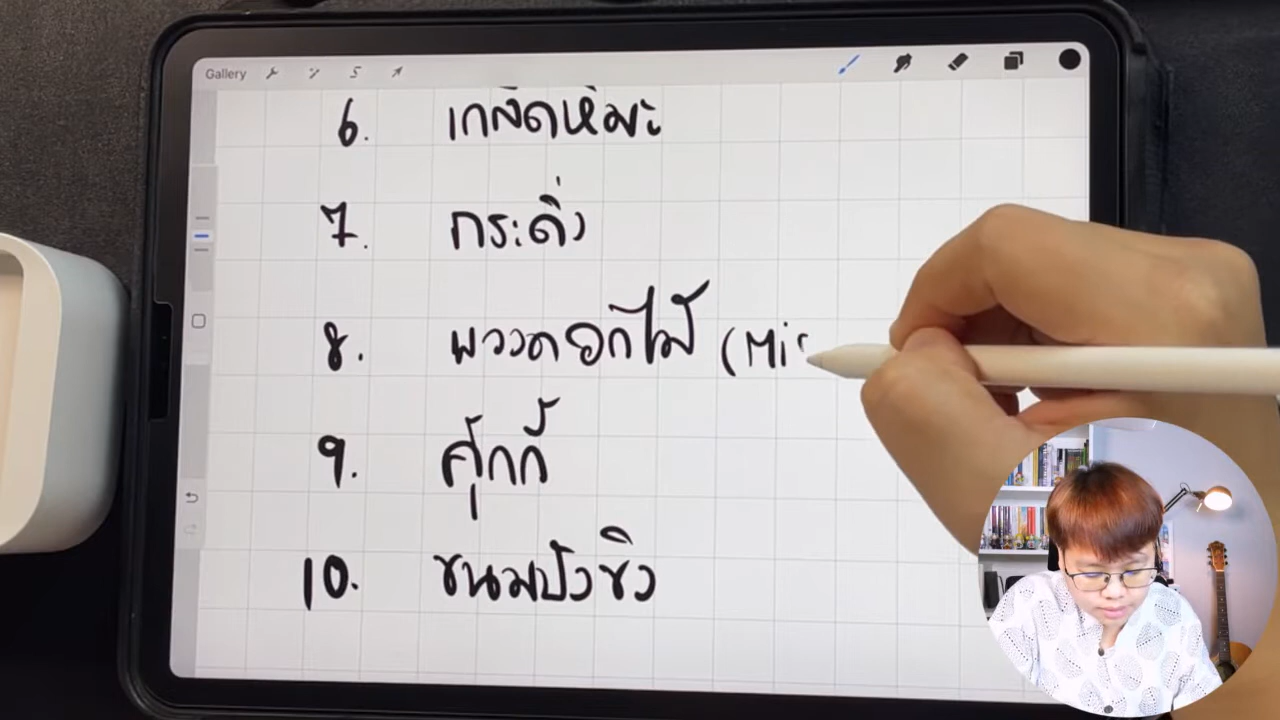 Gallery
6. เกล็ดหิมะ
7. กระดิ่ง
8. พวงดอกไม้ (Mis
9. คุ้กกี้
10. ขนมปังขิง